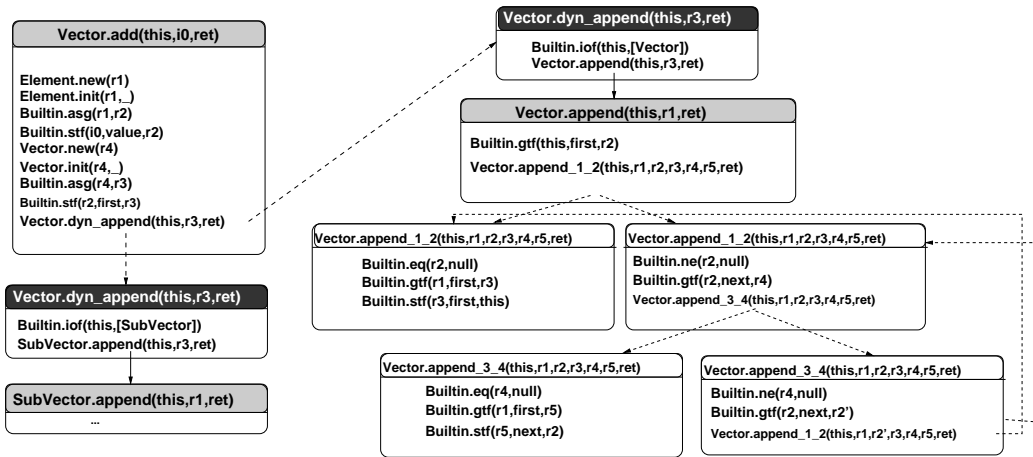 Vector.add(this,i0,ret)
Element.new(r1)
Element.init(r1,_)
Builtin.asg(r1,r2)
Builtin.stf(i0,value,r2)
Vector.new(r4)
Vector.init(r4,_)
Builtin.asg(r4,r3)
Builtin.stf(r2,first,r3)
Vector.dyn_append(this,r3,ret)
Vector.dyn_append(this,r3,ret)
Builtin.iof(this,[SubVector])
SubVector.append(this,r3,ret)
SubVector.append(this,r1,ret)
...
Vector.dyn_append(this,r3,ret)
Builtin.iof(this,[Vector])
Vector.append(this,r3,ret)
Vector.append(this,r1,ret)
Builtin.gtf(this,first,r2)
Vector.append_1_2(this,r1,r2,r3,r4,r5,ret)
Vector.append_1_2(this,r1,r2,r3,r4,r5,ret)
Builtin.eq(r2,null)
Builtin.gtf(r1,first,r3)
Builtin.stf(r3,first,this)
Vector.append_1_2(this,r1,r2,r3,r4,r5,ret)
Builtin.ne(r2,null)
Builtin.gtf(r2,next,r4)
Vector.append_3_4(this,r1,r2,r3,r4,r5,ret)
Vector.append_3_4(this,r1,r2,r3,r4,r5,ret)
Builtin.eq(r4,null)
Builtin.gtf(r1,first,r5)
Builtin.stf(r5,next,r2)
Vector.append_3_4(this,r1,r2,r3,r4,r5,ret)
Builtin.ne(r4,null)
Builtin.gtf(r2,next,r2')
Vector.append_1_2(this,r1,r2',r3,r4,r5,ret)